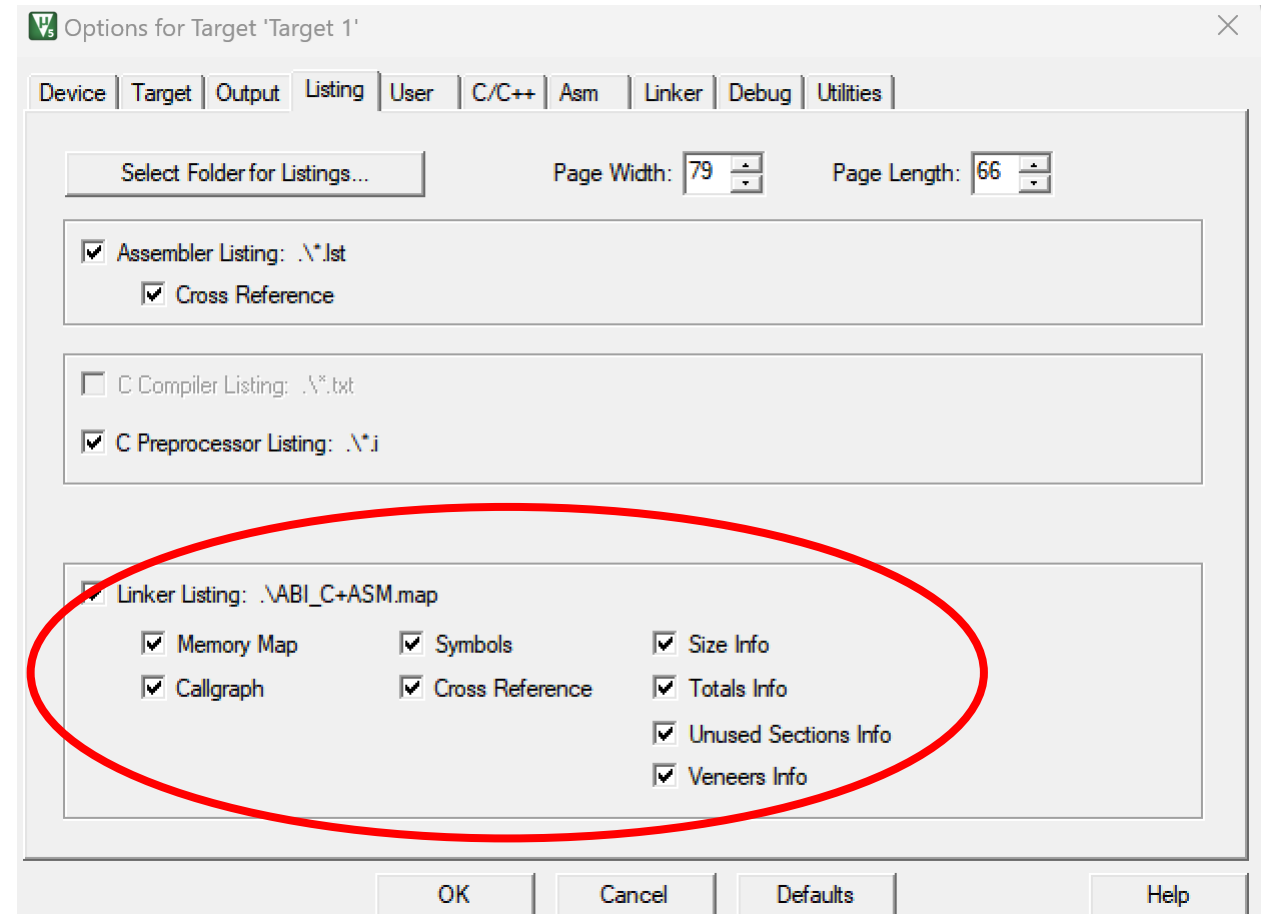 Options for Target 'Target 1'
Device Target Output Listing User C/C++ Asm Linker Debug Utilities
Select Folder for Listings... Page Width: 79 Page Length: 66
Assembler Listing: .\*.lst
Cross Reference
C Compiler Listing: .\*.txt
C Preprocessor Listing: .\*.i
Linker Listing: .\ABI_C+ASM.map
Memory Map Symbols Size Info
Callgraph Cross Reference Totals Info
Unused Sections Info
Veneers Info
OK Cancel Defaults Help